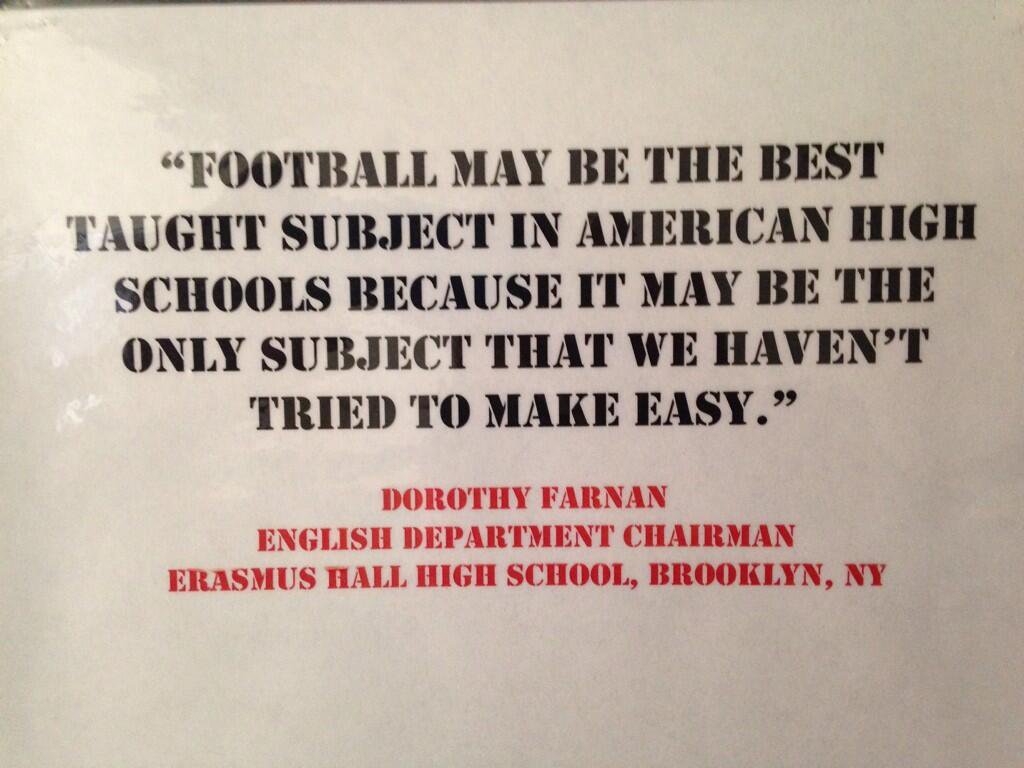 “FOOTBALL MAY BE THE BEST
TAUGHT SUBJECT IN AMERICAN HIGH
SCHOOLS BECAUSE IT MAY BE THE
ONLY SUBJECT THAT WE HAVEN’T
TRIED TO MAKE EASY.”
DOROTHY FARNAN
ENGLISH DEPARTMENT CHAIRMAN
ERASMUS HALL HIGH SCHOOL, BROOKLYN, NY